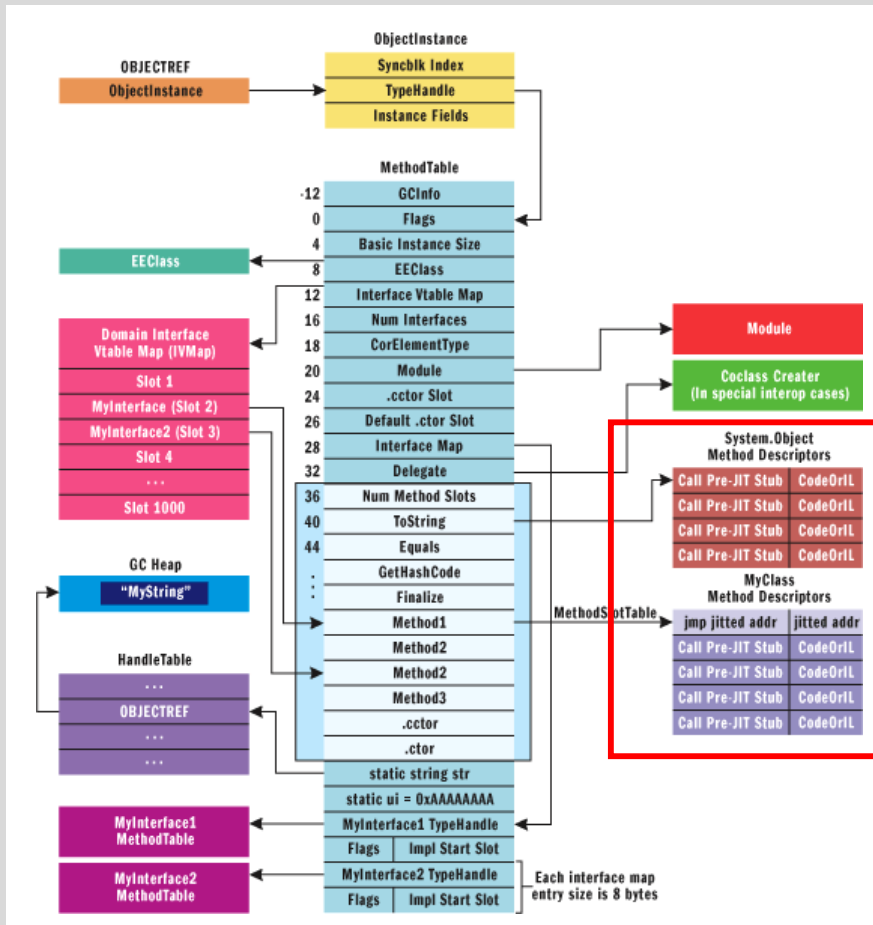 ObjectInstance
Syncblk Index
TypeHandle
Instance Fields
OBJECTREF
ObjectInstance
MethodTable
-12 GCInfo
0 Flags
4 Basic Instance Size
8 EEClass
12 Interface Vtable Map
16 Num Interfaces
18 CorElementType
20 Module
24 .cctor Slot
26 Default .ctor Slot
28 Interface Map
32 Delegate
36 Num Method Slots
40 ToString
44 Equals
. GetHashCode
. Finalize
. Method1
Method2
Method2
Method3
.cctor
.ctor
static string str
static ui = 0xAAAAAAAA
MyInterface1 TypeHandle
Flags Impl Start Slot
MyInterface2 TypeHandle
Flags Impl Start Slot
EEClass
Domain Interface
Vtable Map (IVMap)
Slot 1
MyInterface (Slot 2)
MyInterface2 (Slot 3)
Slot 4
...
Slot 1000
GC Heap
“MyString”
HandleTable
...
OBJECTREF
...
...
MyInterface1
MethodTable
MyInterface2
MethodTable
Module
Coclass Creater
(In special interop cases)
System.Object
Method Descriptors
Call Pre-JIT Stub CodeOrIL
Call Pre-JIT Stub CodeOrIL
Call Pre-JIT Stub CodeOrIL
Call Pre-JIT Stub CodeOrIL
MyClass
Method Descriptors
MethodSlotTable
jmp jitted addr jitted addr
Call Pre-JIT Stub CodeOrIL
Call Pre-JIT Stub CodeOrIL
Call Pre-JIT Stub CodeOrIL
Call Pre-JIT Stub CodeOrIL
Each interface map
entry size is 8 bytes